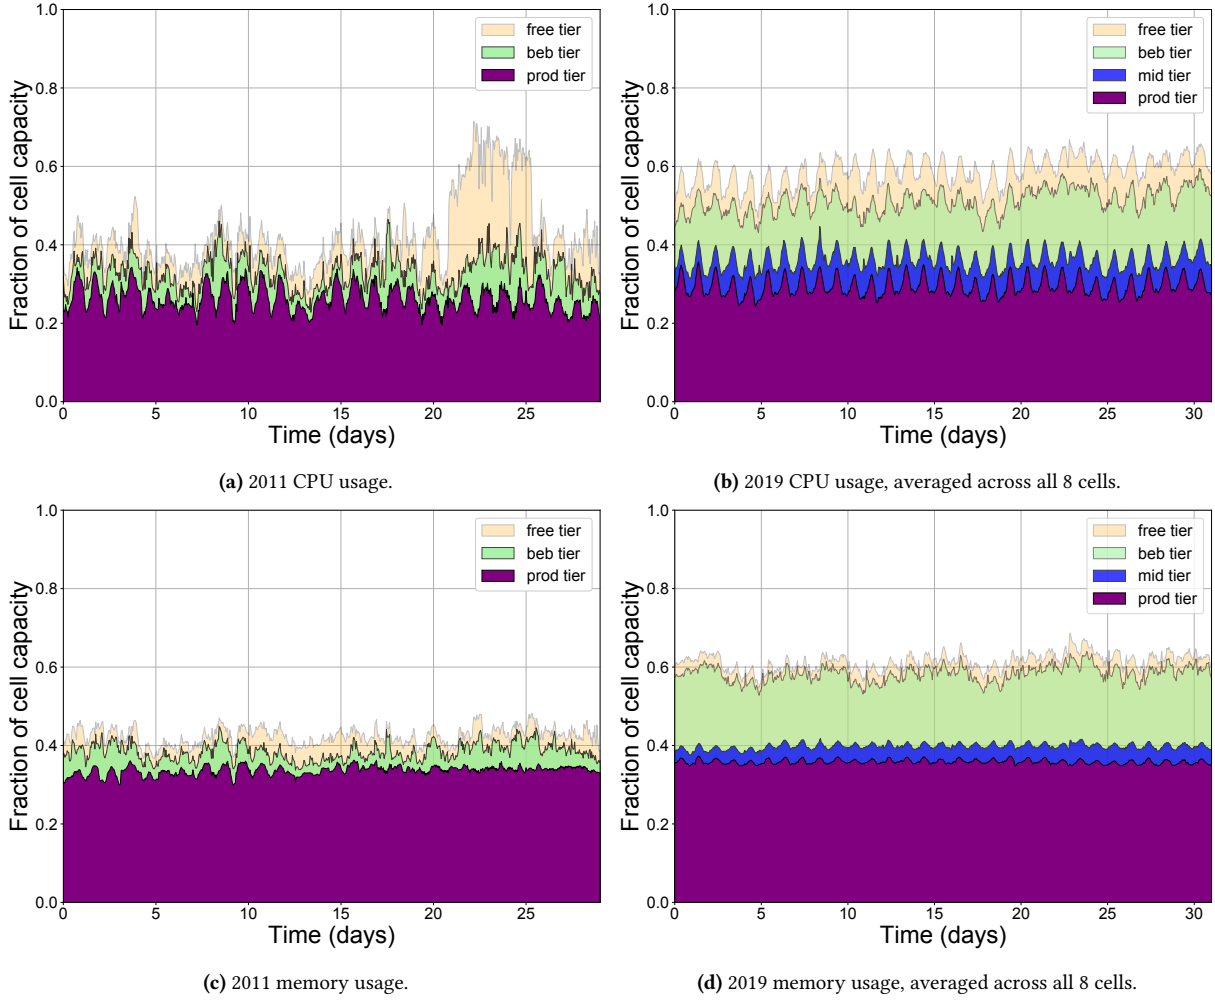 1.0
0.8
0.6
0.4
0.2
0.0
Fraction of cell capacity
free tier
beb tier
prod tier
0 5 10 15 20 25
Time (days)
(a) 2011 CPU usage.
1.0
0.8
0.6
0.4
0.2
0.0
Fraction of cell capacity
free tier
beb tier
mid tier
prod tier
0 5 10 15 20 25 30
Time (days)
(b) 2019 CPU usage, averaged across all 8 cells.
1.0
0.8
0.6
0.4
0.2
0.0
Fraction of cell capacity
free tier
beb tier
prod tier
0 5 10 15 20 25
Time (days)
(c) 2011 memory usage.
1.0
0.8
0.6
0.4
0.2
0.0
Fraction of cell capacity
free tier
beb tier
mid tier
prod tier
0 5 10 15 20 25 30
Time (days)
(d) 2019 memory usage, averaged across all 8 cells.